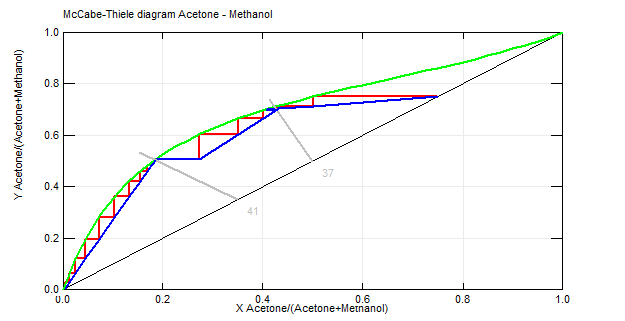 McCabe-Thiele diagram Acetone - Methanol
1.0
0.8
0.6
0.4
0.2
0.0
Y Acetone/(Acetone+Methanol)
37
41
0.0 0.2 0.4 0.6 0.8 1.0
X Acetone/(Acetone+Methanol)